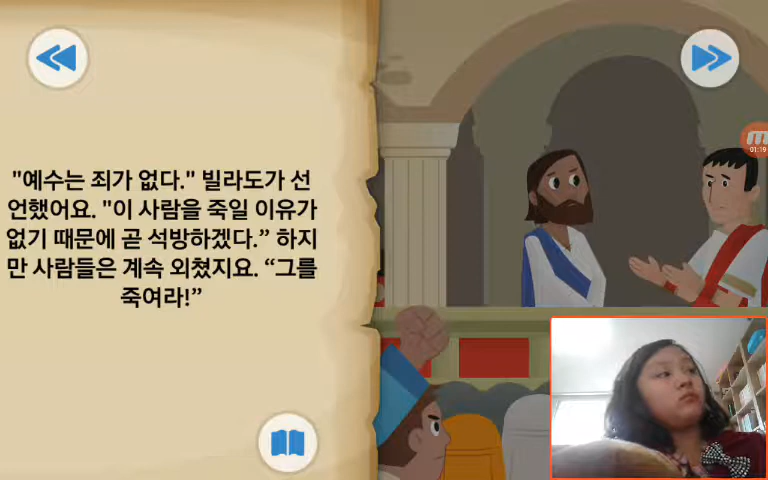 "예수는 죄가 없다." 빌라도가 선
언했어요. "이 사람을 죽일 이유가
없기 때문에 곧 석방하겠다.” 하지
만 사람들은 계속 외쳤지요. “그를
죽여라!”
01:19